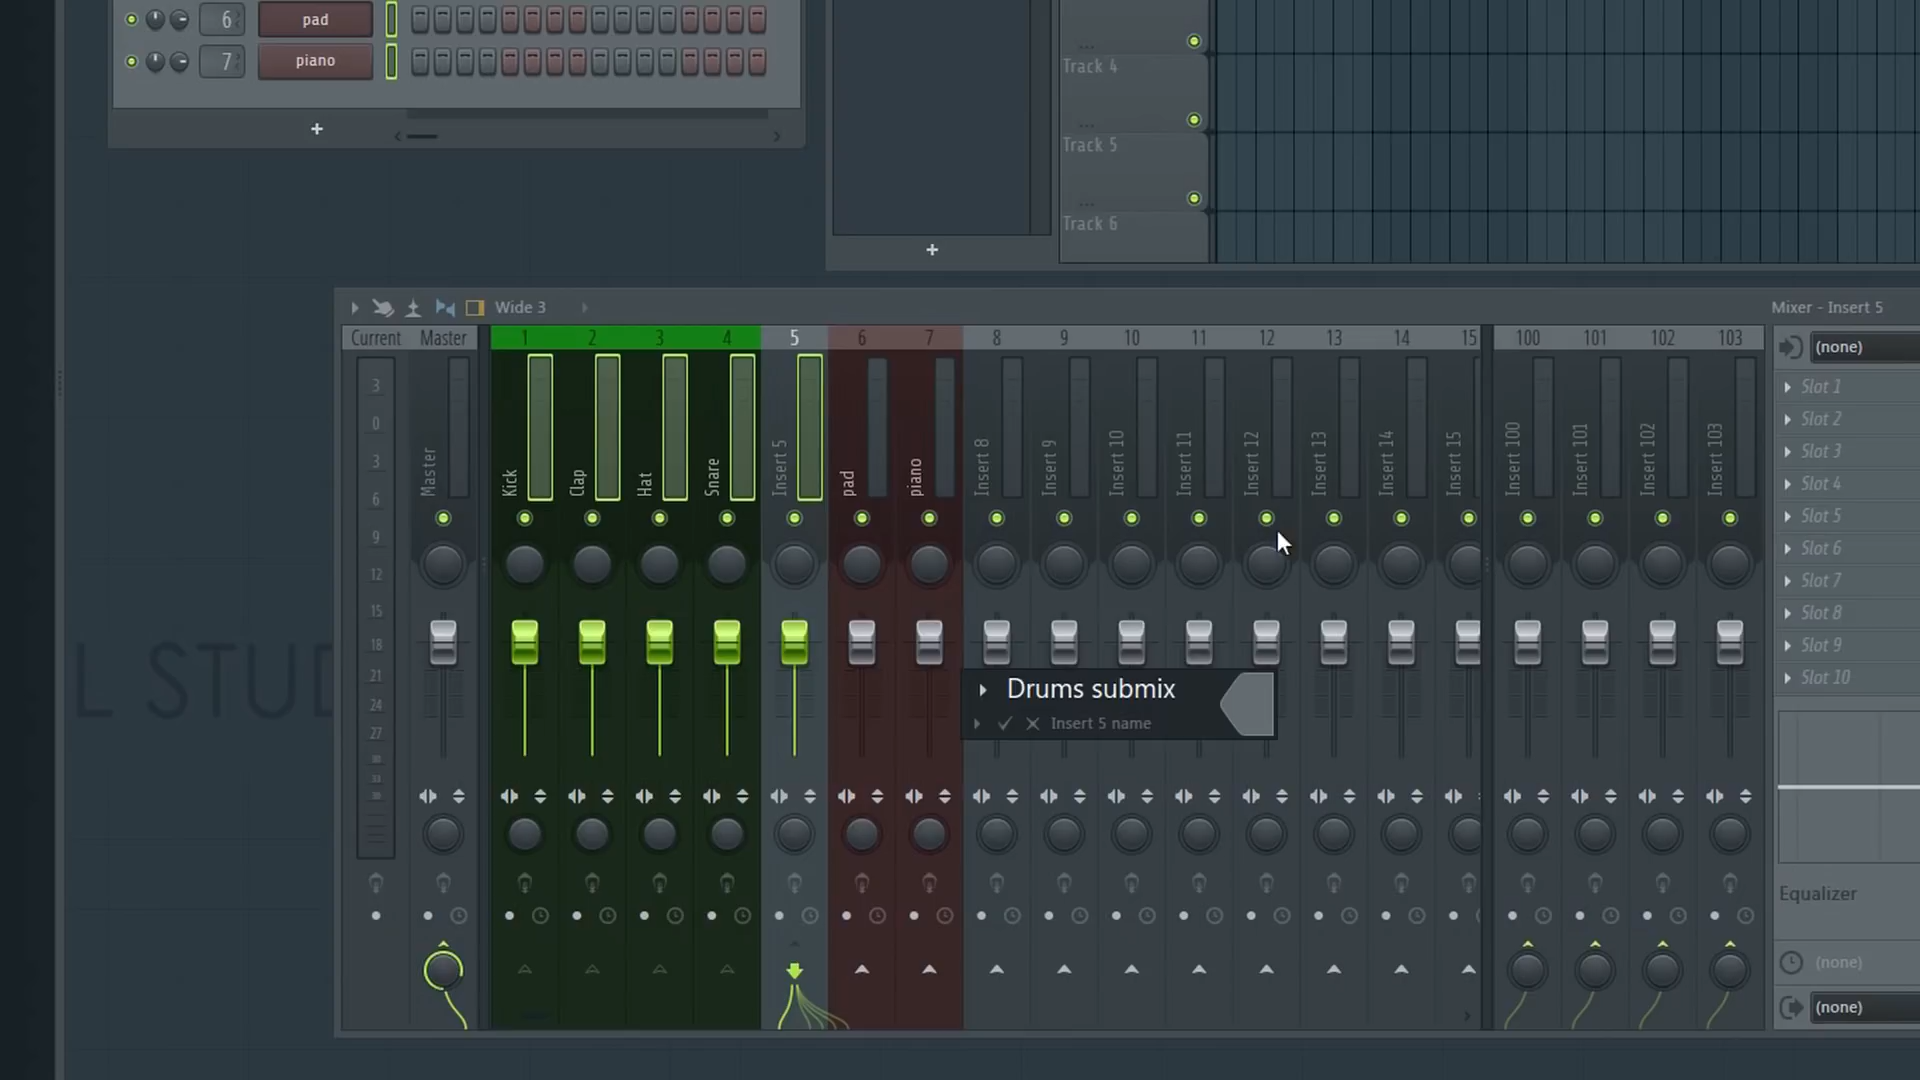 6 pad
7 piano
... Track 4
... Track 5
... Track 6
Wide 3
Mixer - Insert 5
Current Master 1 2 3 4 5 6 7 8 9 10 11 12 13 14 15 100 101 102 103
(none)
Master Kick Clap Hat Snare Insert 5 pad piano Insert 8 Insert 9 Insert 10 Insert 11 Insert 12 Insert 13 Insert 14 Insert 15 Insert 100 Insert 101 Insert 102 Insert 103
3
0
3
6
9
12
15
18
21
24
27
Slot 1
Slot 2
Slot 3
Slot 4
Slot 5
Slot 6
Slot 7
Slot 8
Slot 9
Slot 10
Drums submix
Insert 5 name
L STUD
Equalizer
(none)
(none)